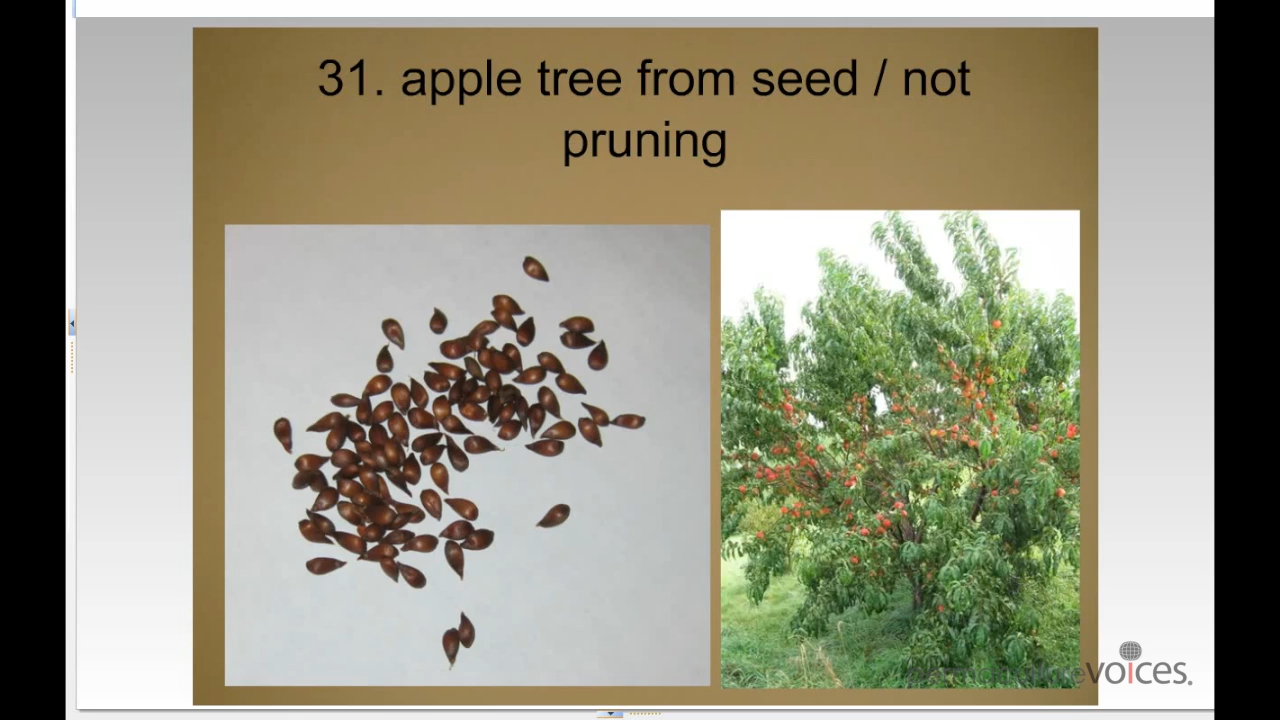 31. apple tree from seed / not
pruning
voices.